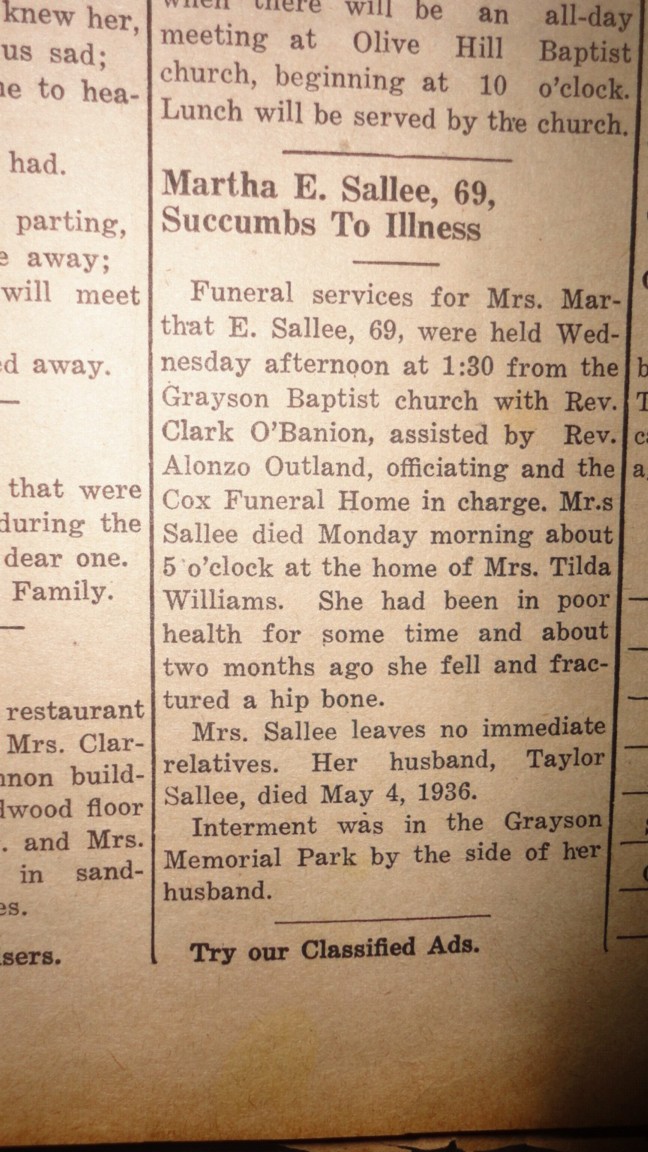 knew her,
us sad;
to hea-
had.
parting,
away;
will meet
away.
that were
during the
dear one.
Family.
restaurant
Mrs. Clar-
build-
floor
. and Mrs.
in sand-
when there will be an all-day
meeting at Olive Hill Baptist
church, beginning at 10 o'clock.
Lunch will be served by the church.
Martha E. Sallee, 69,
Succumbs To Illness
Funeral services for Mrs. Mar-
that E. Sallee, 69, were held Wed-
nesday afternoon at 1:30 from the
Grayson Baptist church with Rev.
Clark O'Banion, assisted by Rev.
Alonzo Outland, officiating and the
Cox Funeral Home in charge. Mr.s
Sallee died Monday morning about
5 o'clock at the home of Mrs. Tilda
Williams. She had been in poor
health for some time and about
two months ago she fell and frac-
tured a hip bone.
Mrs. Sallee leaves no immediate
relatives. Her husband, Taylor
Sallee, died May 4, 1936.
Interment was in the Grayson
Memorial Park by the side of her
husband.
Try our Classified Ads.